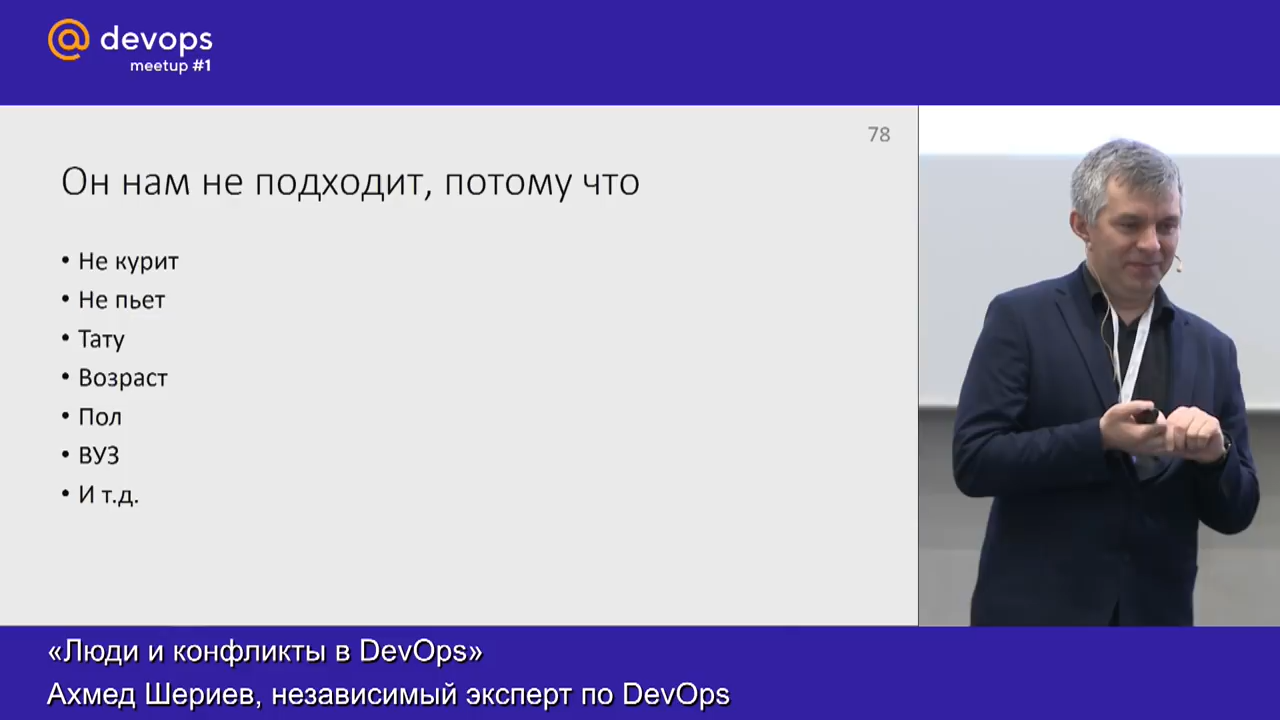 @ devops
meetup #1
78
Он нам не подходит, потому что
• Не курит
• Не пьет
• Тату
• Возраст
• Пол
• ВУЗ
• И т.д.
«Люди и конфликты в DevOps»
Ахмед Шериев, независимый эксперт по DevOps